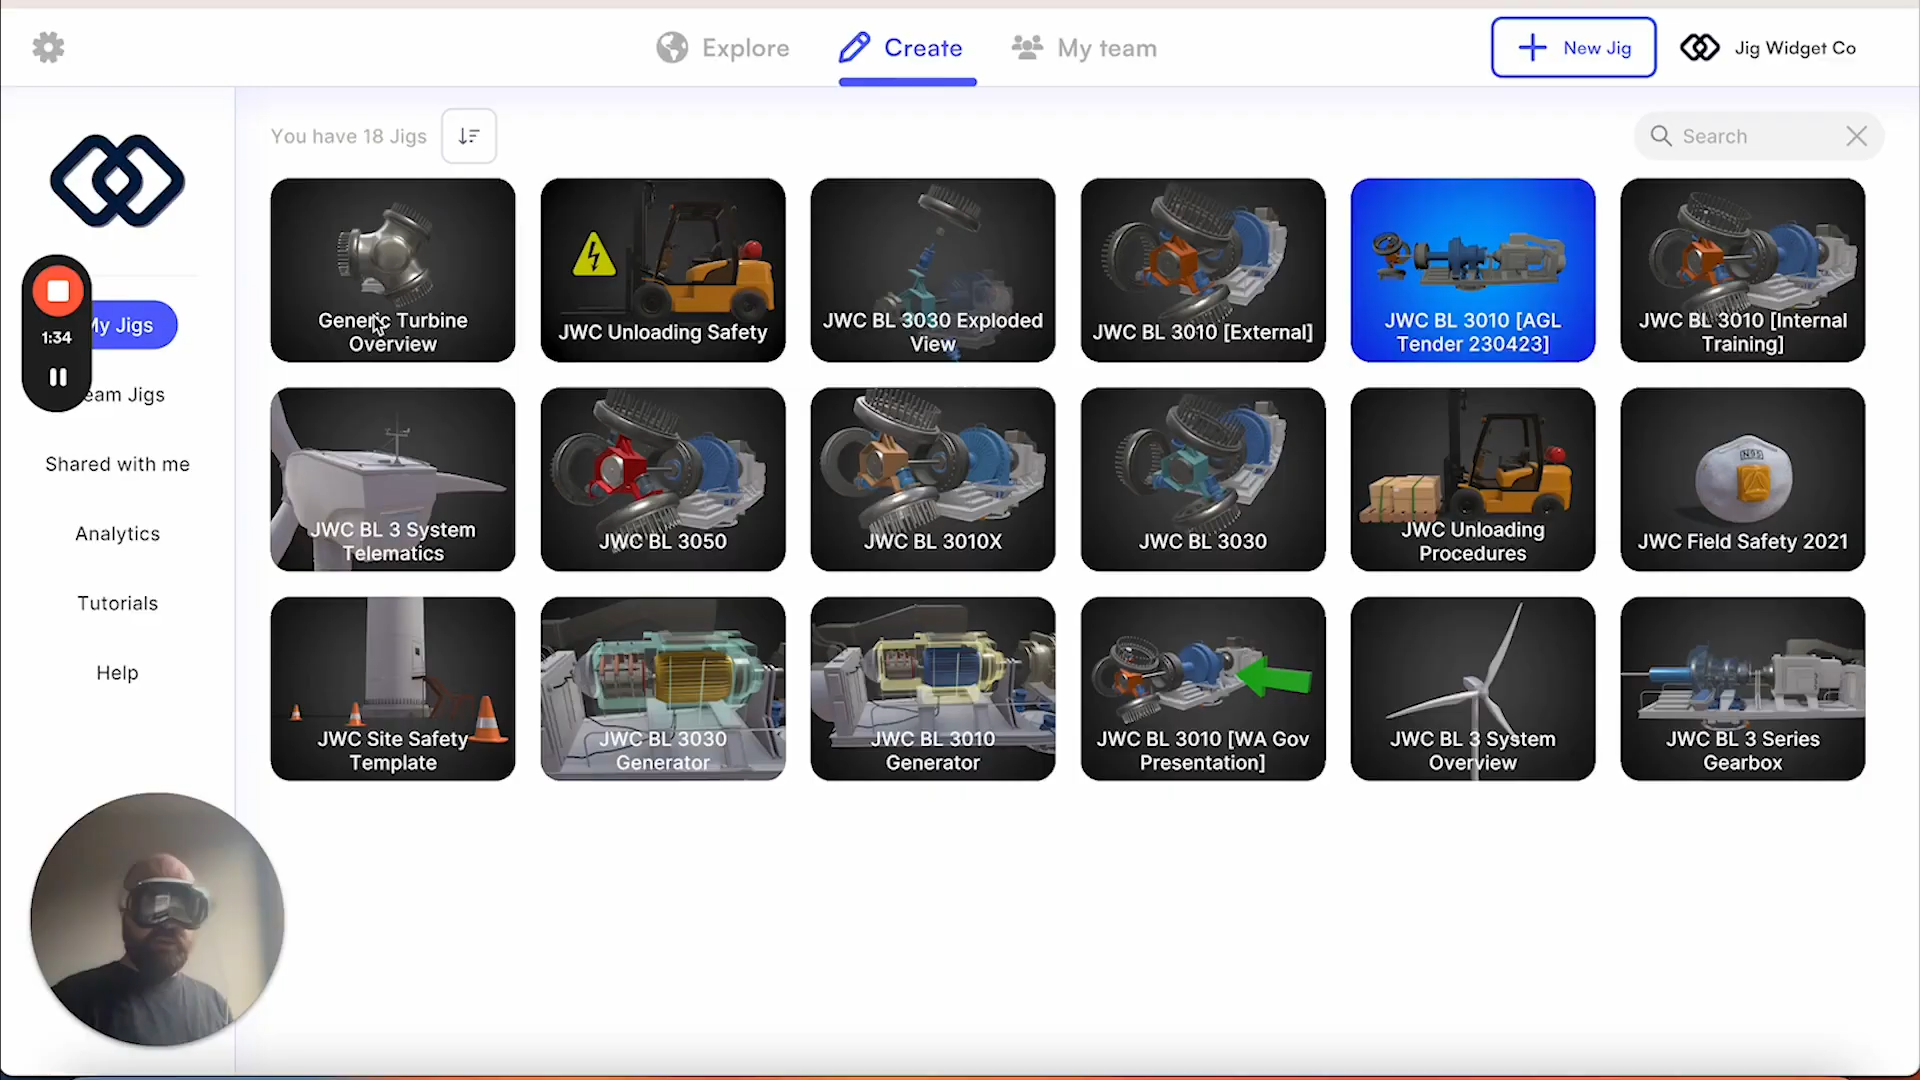 Explore
Create
My team
New Jig
Jig Widget Co
You have 18 Jigs
Search
1:34
My Jigs
Team Jigs
Shared with me
Analytics
Tutorials
Help
Generic Turbine
Overview
JWC Unloading Safety
JWC BL 3030 Exploded
View
JWC BL 3010 [External]
JWC BL 3010 [AGL
Tender 230423]
JWC BL 3010 [Internal
Training]
JWC BL 3 System
Telematics
JWC BL 3050
JWC BL 3010X
JWC BL 3030
JWC Unloading
Procedures
N95
JWC Field Safety 2021
JWC Site Safety
Template
JWC BL 3030
Generator
JWC BL 3010
Generator
JWC BL 3010 [WA Gov
Presentation]
JWC BL 3 System
Overview
JWC BL 3 Series
Gearbox